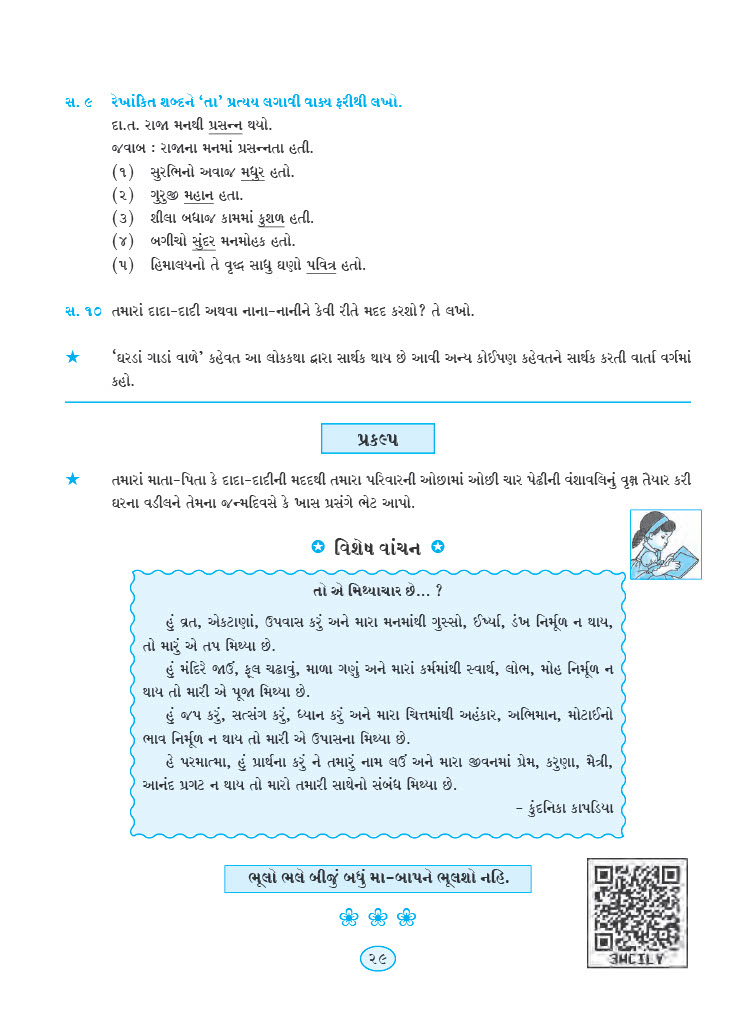 સ. ૯ રેખાંકિત શબ્દને ‘તા’ પ્રત્યય લગાવી વાક્ય ફરીથી લખો.
દા.ત. રાજા મનથી પ્રસન્ન થયો.
જવાબ : રાજાના મનમાં પ્રસન્નતા હતી.
(૧) સુરભિનો અવાજ મધુર હતો.
(૨) ગુરુજી મહાન હતા.
(૩) શીલા બધાજ કામમાં કુશળ હતી.
(૪) બગીચો સુંદર મનમોહક હતો.
(૫) હિમાલયનો તે વૃદ્ધ સાધુ ઘણો પવિત્ર હતો.
સ. ૧૦ તમારાં દાદા-દાદી અથવા નાના-નાનીને કેવી રીતે મદદ કરશો? તે લખો.
★ ‘ઘરડાં ગાડાં વાળે’ કહેવત આ લોકકથા દ્વારા સાર્થક થાય છે આવી અન્ય કોઈપણ કહેવતને સાર્થક કરતી વાર્તા વર્ગમાં
કહો.
પ્રકલ્પ
★ તમારાં માતા-પિતા કે દાદા-દાદીની મદદથી તમારા પરિવારની ઓછામાં ઓછી ચાર પેઢીની વંશાવલિનું વૃક્ષ તૈયાર કરી
ઘરના વડીલને તેમના જન્મદિવસે કે ખાસ પ્રસંગે ભેટ આપો.
✪ વિશેષ વાંચન ✪
તો એ મિથ્યાચાર છે... ?
હું વ્રત, એકટાણાં, ઉપવાસ કરું અને મારા મનમાંથી ગુસ્સો, ઈર્ષ્યા, ડંખ નિર્મૂળ ન થાય,
તો મારું એ તપ મિથ્યા છે.
હું મંદિરે જાઉં, ફૂલ ચઢાવું, માળા ગણું અને મારાં કર્મમાંથી સ્વાર્થ, લોભ, મોહ નિર્મૂળ ન
થાય તો મારી એ પૂજા મિથ્યા છે.
હું જપ કરું, સત્સંગ કરું, ધ્યાન કરું અને મારા ચિત્તમાંથી અહંકાર, અભિમાન, મોટાઈનો
ભાવ નિર્મૂળ ન થાય તો મારી એ ઉપાસના મિથ્યા છે.
હે પરમાત્મા, હું પ્રાર્થના કરું ને તમારું નામ લઉં અને મારા જીવનમાં પ્રેમ, કરુણા, મૈત્રી,
આનંદ પ્રગટ ન થાય તો મારો તમારી સાથેનો સંબંધ મિથ્યા છે.
- કુંદનિકા કાપડિયા
ભૂલો ભલે બીજું બધું મા-બાપને ભૂલશો નહિ.
3WCILY
૨૯